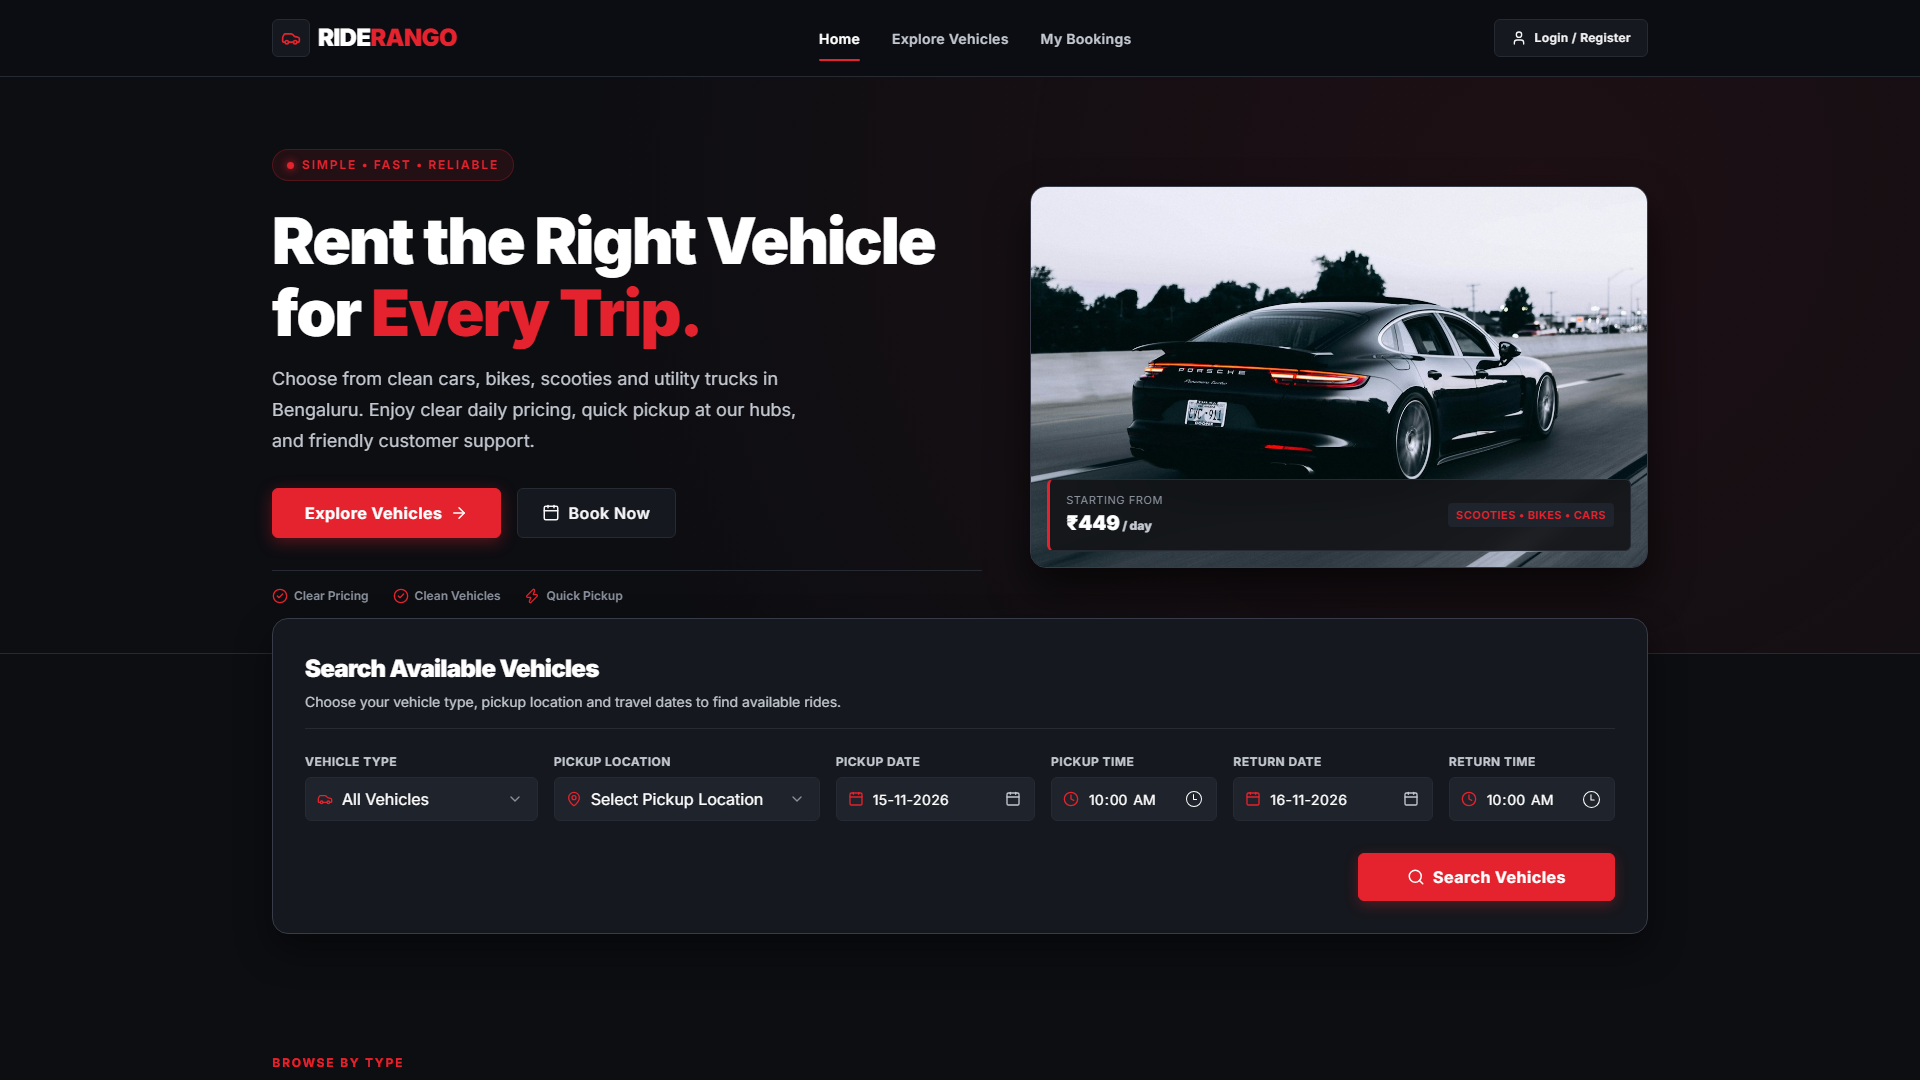 RIDERANGO
Home
Explore Vehicles
My Bookings
Login / Register
SIMPLE • FAST • RELIABLE
Rent the Right Vehicle
for Every Trip.
Choose from clean cars, bikes, scooties and utility trucks in
Bengaluru. Enjoy clear daily pricing, quick pickup at our hubs,
and friendly customer support.
Explore Vehicles
Book Now
Clear Pricing
Clean Vehicles
Quick Pickup
PORSCHE
STARTING FROM
₹449 / day
SCOOTIES • BIKES • CARS
Search Available Vehicles
Choose your vehicle type, pickup location and travel dates to find available rides.
VEHICLE TYPE
All Vehicles
PICKUP LOCATION
Select Pickup Location
PICKUP DATE
15-11-2026
PICKUP TIME
10:00 AM
RETURN DATE
16-11-2026
RETURN TIME
10:00 AM
Search Vehicles
BROWSE BY TYPE